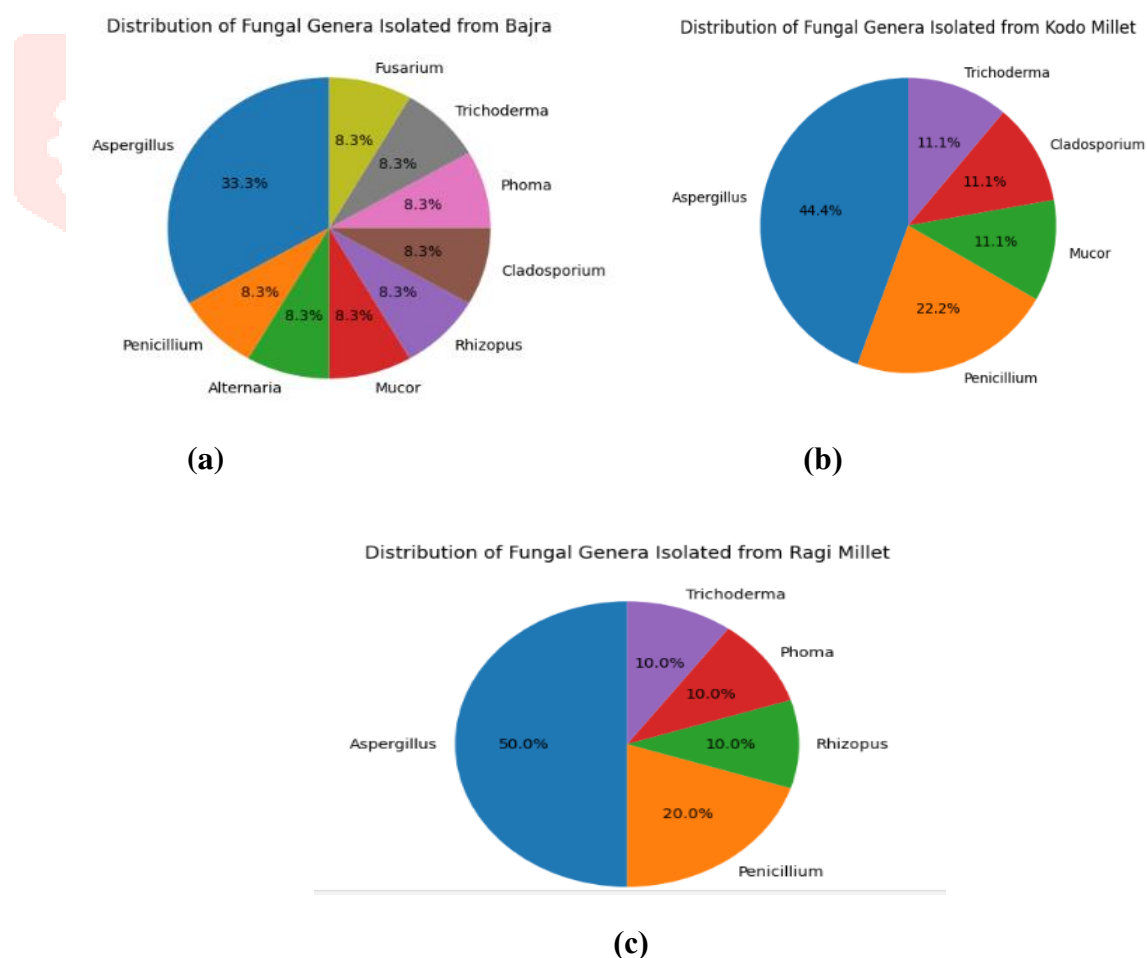 Distribution of Fungal Genera Isolated from Bajra
Fusarium
Trichoderma
Aspergillus
8.3%
8.3%
33.3%
Phoma
8.3%
8.3%
Cladosporium
8.3%
8.3%
8.3%
8.3%
Penicillium
Rhizopus
Alternaria
Mucor
(a)
Distribution of Fungal Genera Isolated from Kodo Millet
Trichoderma
Cladosporium
11.1%
11.1%
Aspergillus
44.4%
11.1%
Mucor
22.2%
Penicillium
(b)
Distribution of Fungal Genera Isolated from Ragi Millet
Trichoderma
Phoma
10.0%
10.0%
Aspergillus
50.0%
10.0%
Rhizopus
20.0%
Penicillium
(c)